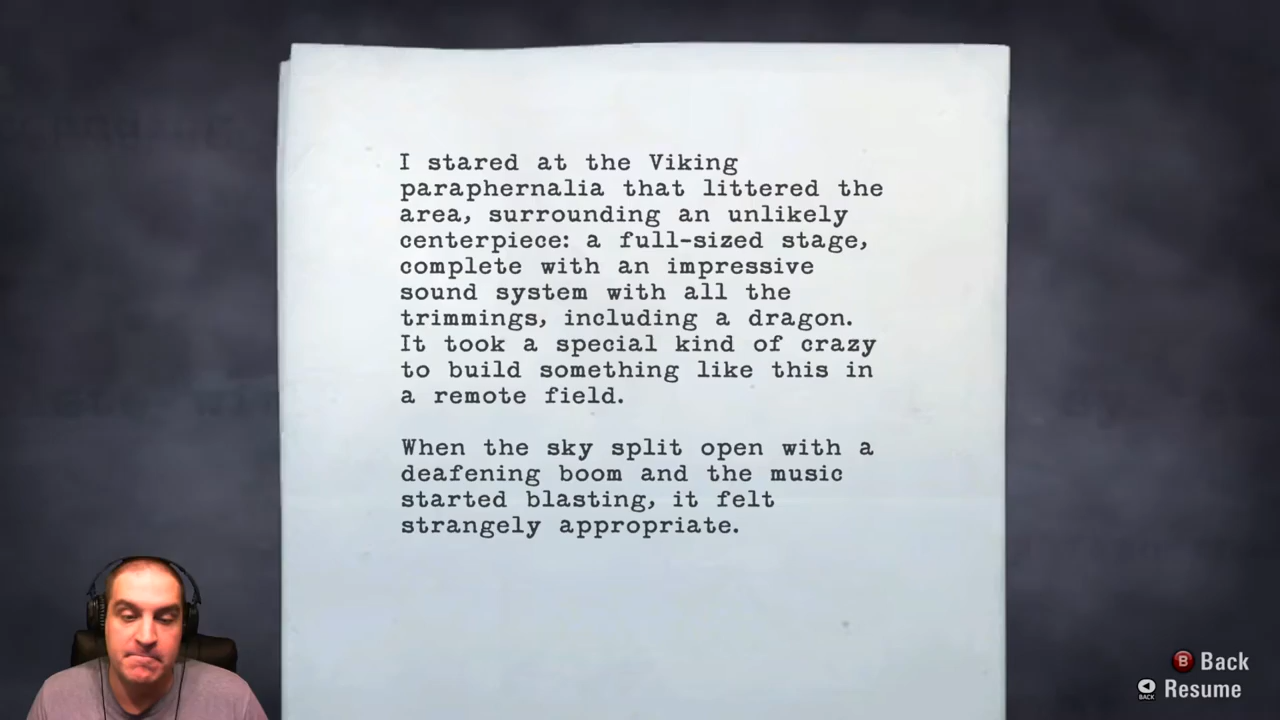 I stared at the Viking
paraphernalia that littered the
area, surrounding an unlikely
centerpiece: a full-sized stage,
complete with an impressive
sound system with all the
trimmings, including a dragon.
It took a special kind of crazy
to build something like this in
a remote field.
When the sky split open with a
deafening boom and the music
started blasting, it felt
strangely appropriate.
B Back
BACK Resume